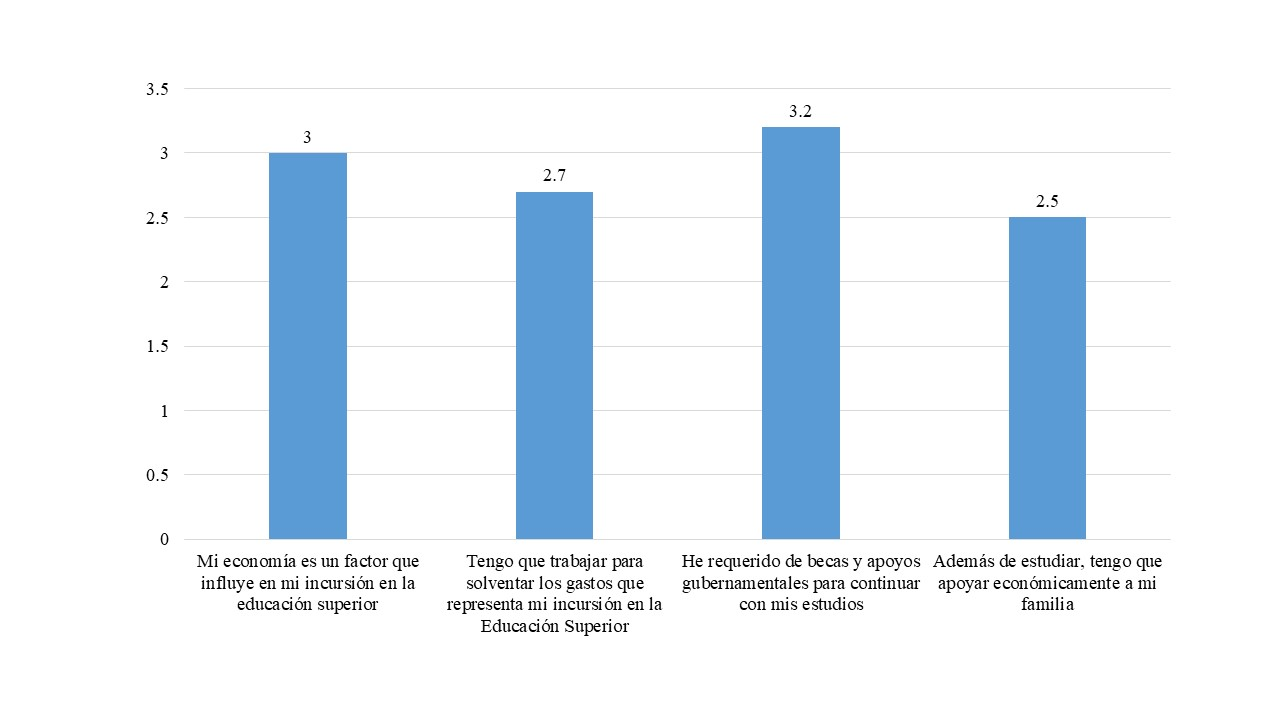 3.5
3
2.5
2
1.5
1
0.5
0
3
2.7
3.2
2.5
Mi economía es un factor que
influye en mi incursión en la
educación superior
Tengo que trabajar para
solventar los gastos que
representa mi incursión en la
Educación Superior
He requerido de becas y apoyos
gubernamentales para continuar
con mis estudios
Además de estudiar, tengo que
apoyar económicamente a mi
familia